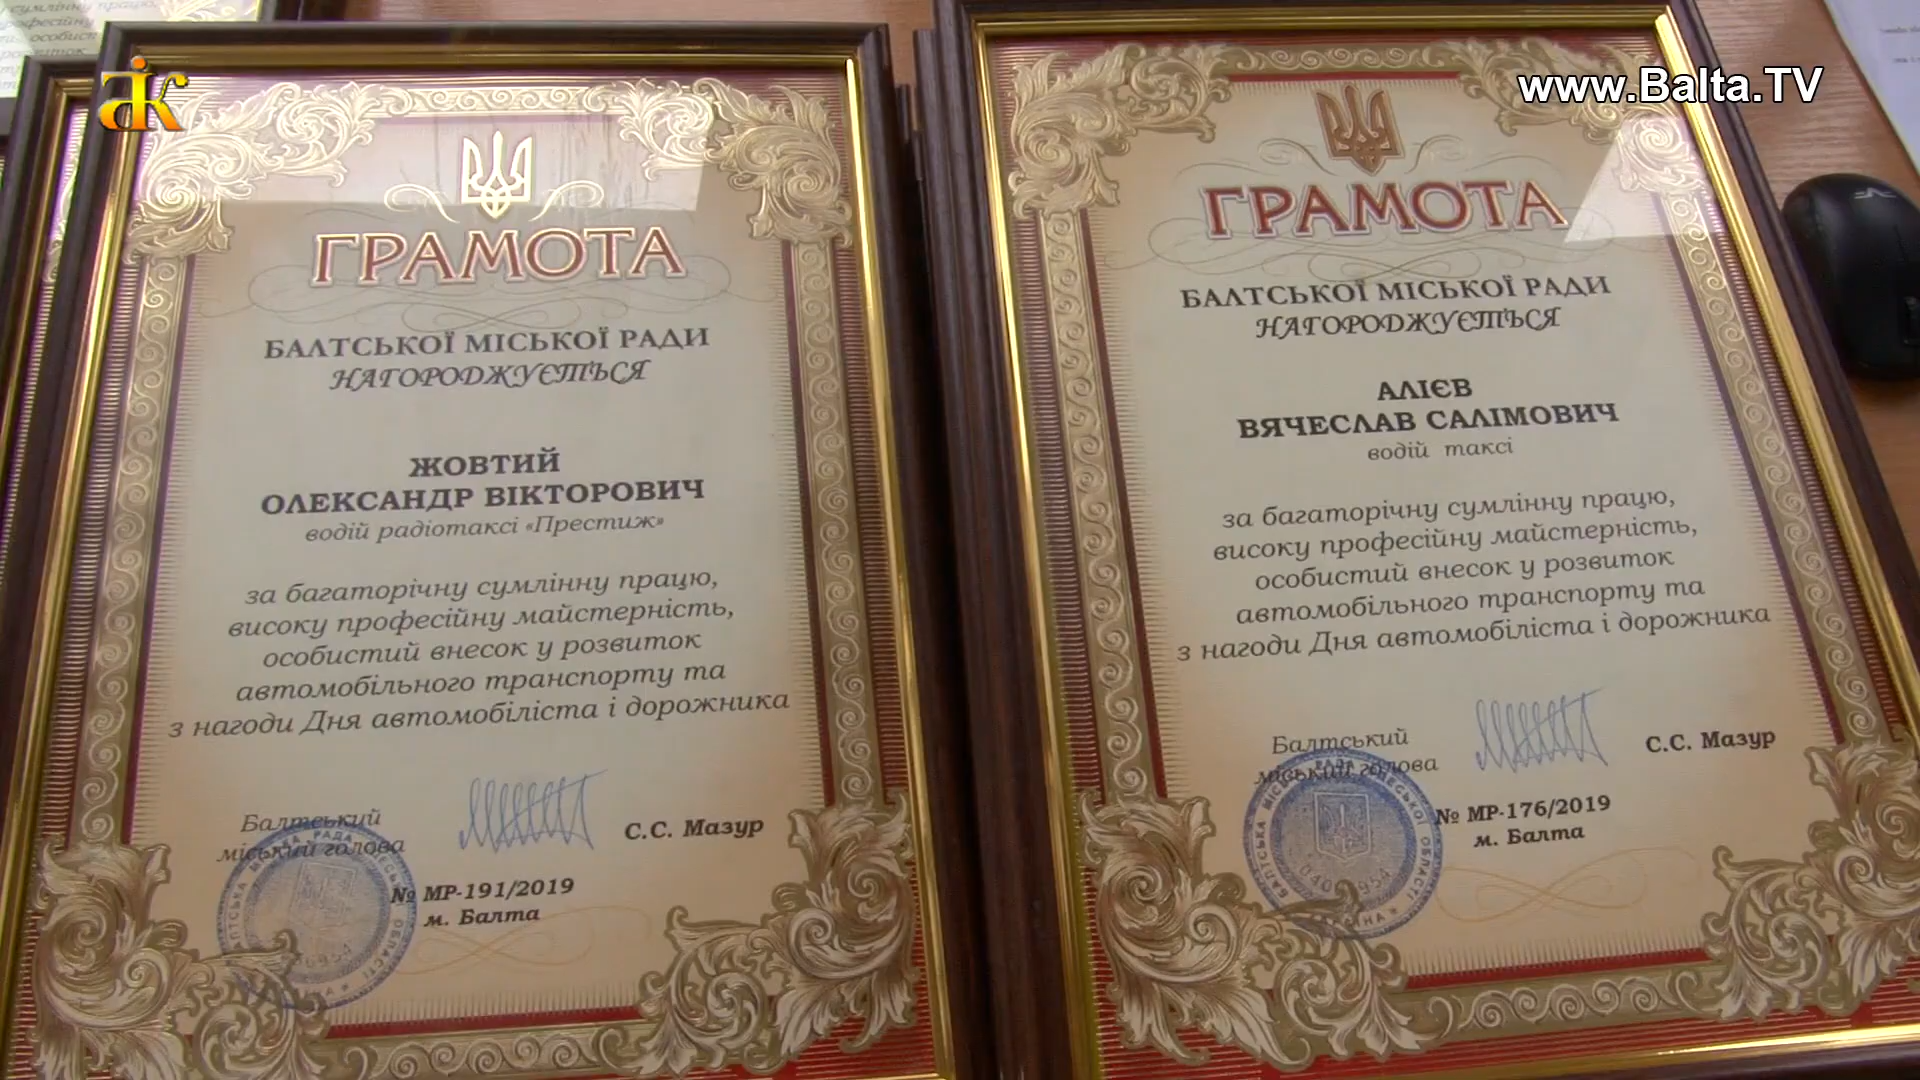 www.Balta.TV
ГРАМОТА
БАЛТСЬКОЇ МІСЬКОЇ РАДИ
НАГОРОДЖУЄТЬСЯ
ЖОВТИЙ
ОЛЕКСАНДР ВІКТОРОВИЧ
водій радіотаксі «Престиж»
за багаторічну сумлінну працю,
високу професійну майстерність,
особистий внесок у розвиток
автомобільного транспорту та
з нагоди Дня автомобіліста і дорожника
Балтський
міський голова
С.С. Мазур
№ МР-191/2019
м. Балта
ГРАМОТА
БАЛТСЬКОЇ МІСЬКОЇ РАДИ
НАГОРОДЖУЄТЬСЯ
АЛІЄВ
ВЯЧЕСЛАВ САЛІМОВИЧ
водій таксі
за багаторічну сумлінну працю,
високу професійну майстерність,
особистий внесок у розвиток
автомобільного транспорту та
з нагоди Дня автомобіліста і дорожника
Балтський
міський голова
С.С. Мазур
№ МР-176/2019
м. Балта